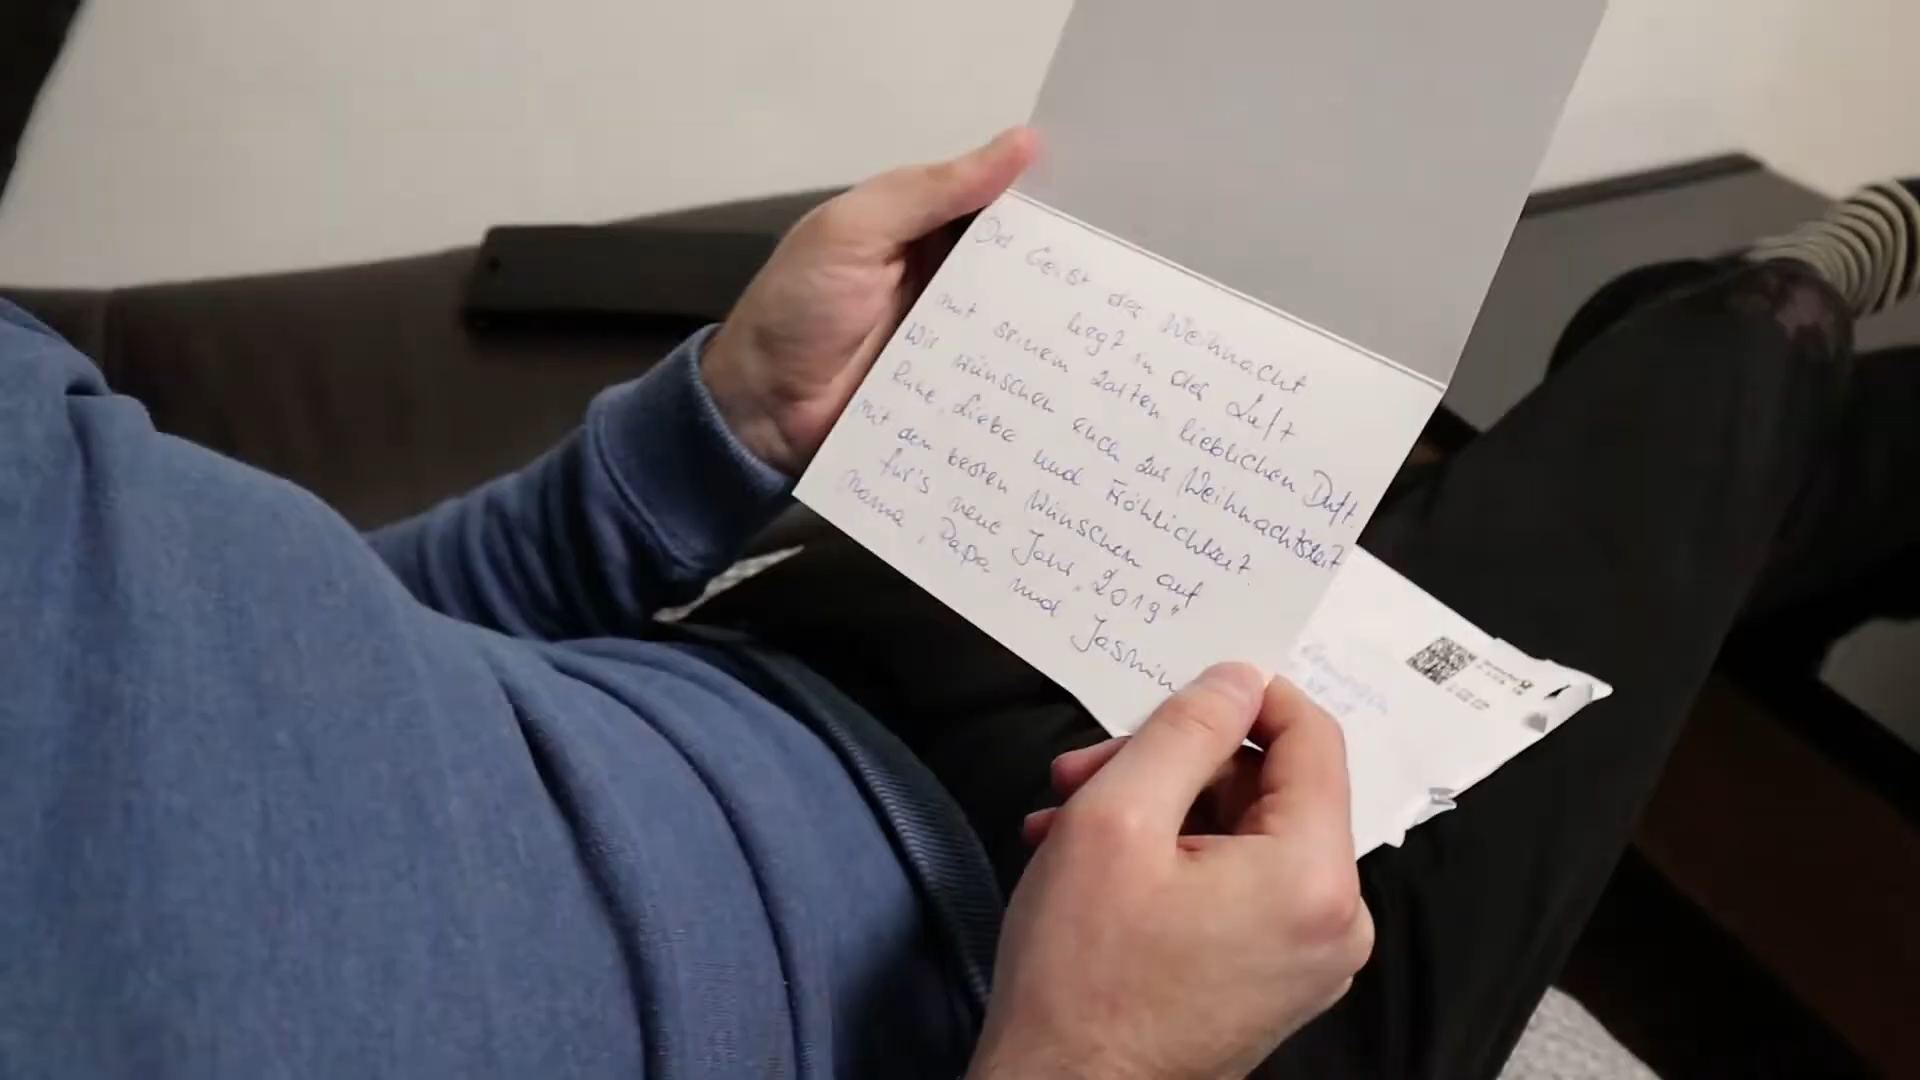 Der Geist der Weihnacht
liegt in der Luft
mit seinem zarten lieblichen Duft.
Wir wünschen euch zur Weihnachtszeit
Ruhe, Liebe und Fröhlichkeit.
Mit den besten Wünschen auf
für's neue Jahr „2019"
Mama, Papa und Jasmin